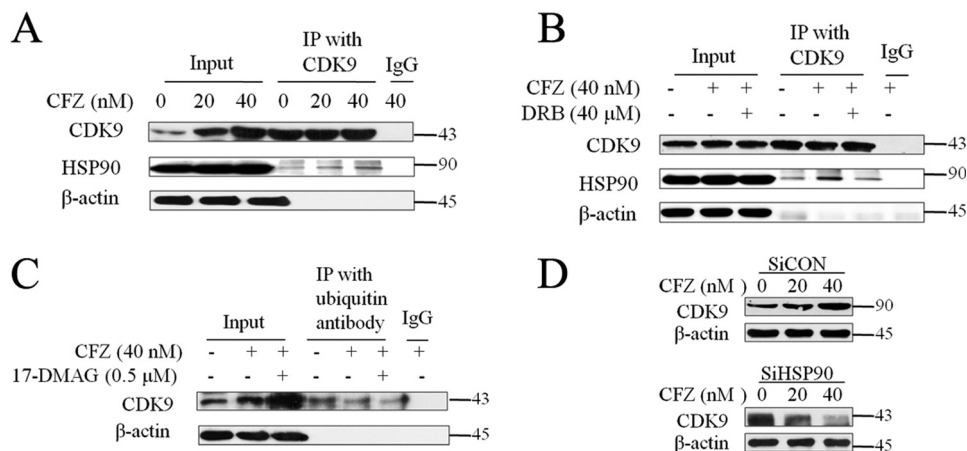 A
Input
IP with
CDK9
IgG
CFZ (nM)
0 20 40 0 20 40 40
CDK9
43
HSP90
90
β-actin
45
B
Input
IP with
CDK9
IgG
CFZ (40 nM)
- + + - + + +
DRB (40 μM)
- - + - - + -
CDK9
43
HSP90
90
β-actin
45
C
Input
IP with
ubiquitin
antibody
IgG
CFZ (40 nM)
- + + - + + +
17-DMAG (0.5 μM)
- - + - - + -
CDK9
43
β-actin
45
D
SiCON
CFZ (nM )
0 20 40
CDK9
90
β-actin
45
SiHSP90
CFZ (nM )
0 20 40
CDK9
43
β-actin
45